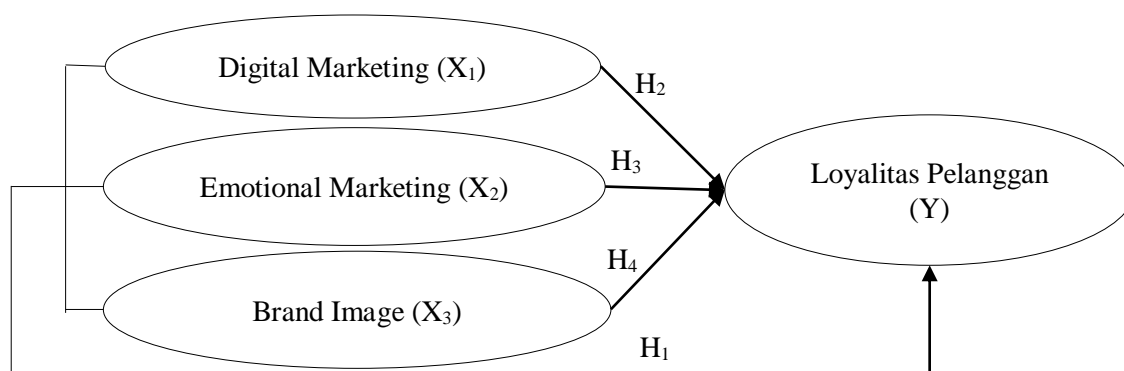 Digital Marketing (X₁)
H₂
Emotional Marketing (X₂)
H₃
Loyalitas Pelanggan
(Y)
H₄
Brand Image (X₃)
H₁